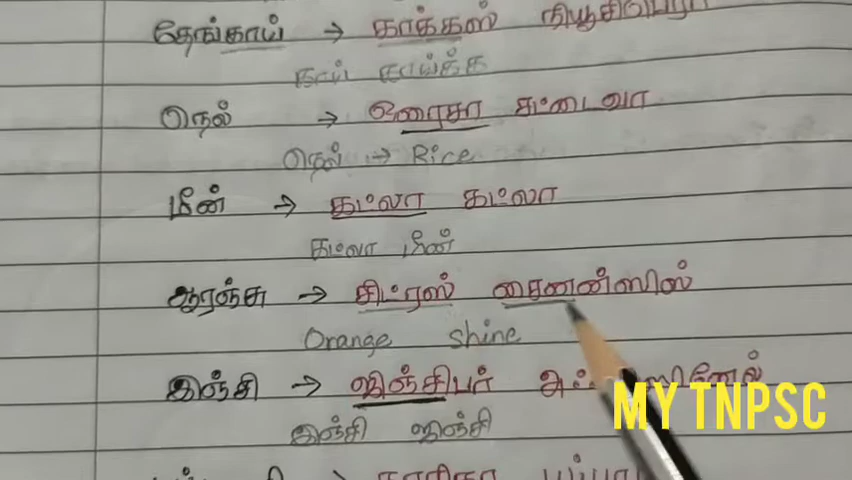 தேங்காய் → காக்கஸ்
காய் காய்க்க
நெல் → ஒரைசா சட்டைவா
நெல் → Rice
மீன் → கட்லா கட்லா
கட்லா மீன்
ஆரஞ்சு → சிட்ரஸ் சைனன்ஸிஸ்
Orange shine
இஞ்சி → ஜிஞ்சிபர்
இஞ்சி ஜிஞ்சி
MY TNPSC